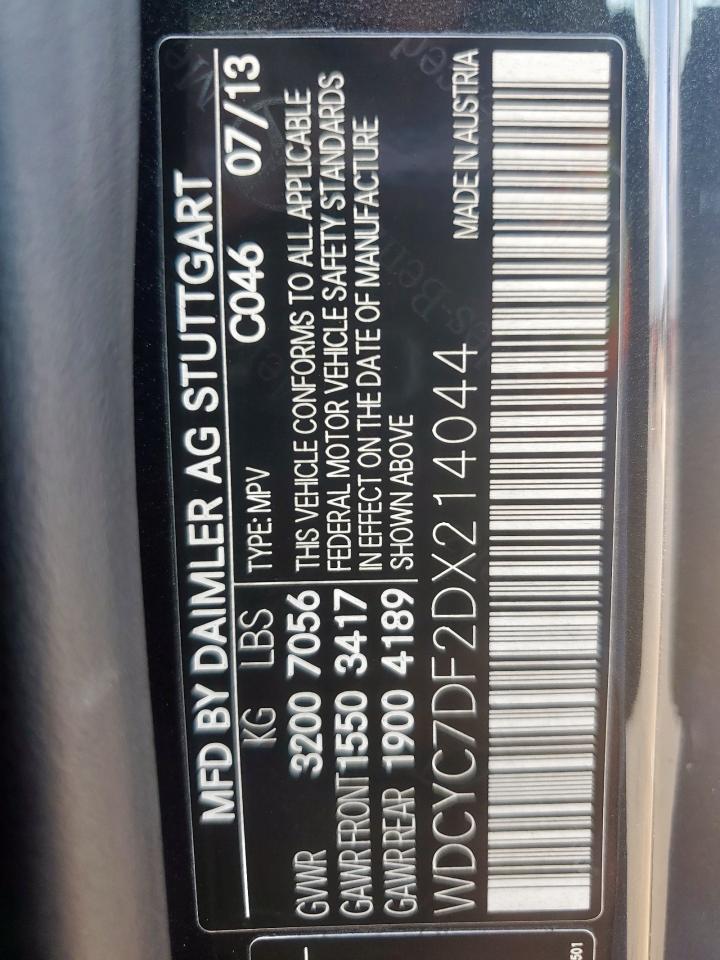 MFD BY DAIMLER AG STUTTGART
KG LBS TYPE: MPV C046 07/13
GVWR 3200 7056 THIS VEHICLE CONFORMS TO ALL APPLICABLE
GAWR FRONT 1550 3417 FEDERAL MOTOR VEHICLE SAFETY STANDARDS
IN EFFECT ON THE DATE OF MANUFACTURE
GAWR REAR 1900 4189 SHOWN ABOVE
WDCYC7DF2DX214044 MADE IN AUSTRIA
501